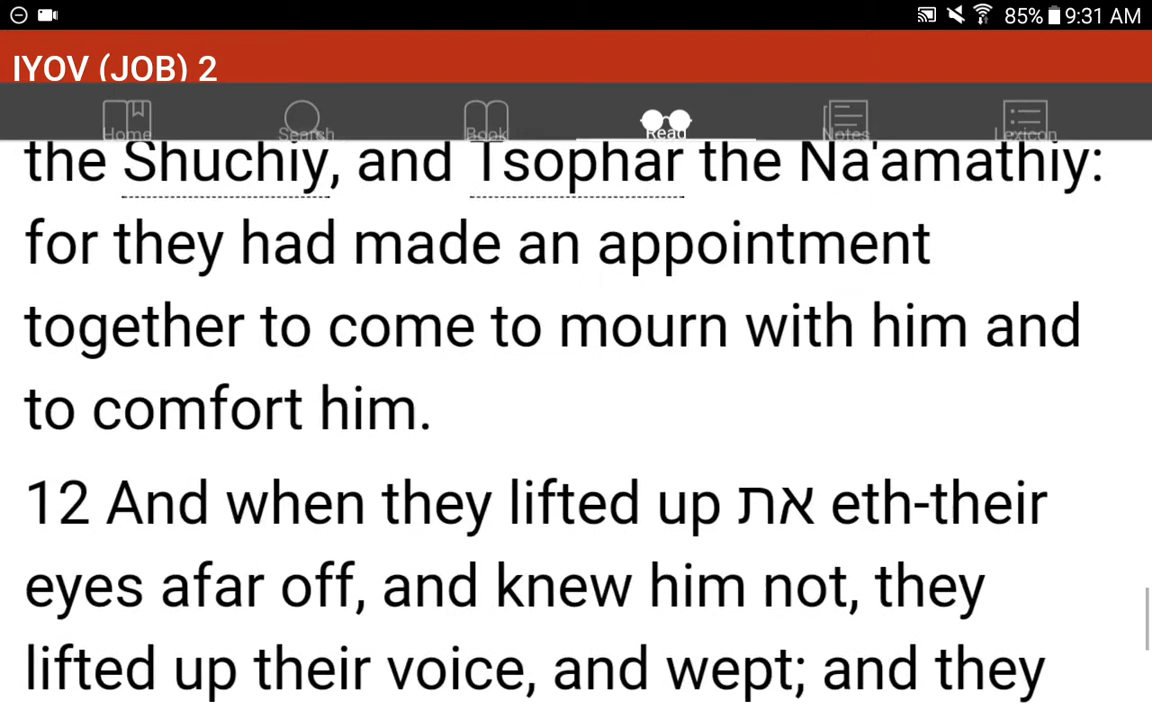 85% 9:31 AM
IYOV (JOB) 2
Home Search Book Read Notes Lexicon
the Shuchiy, and Tsophar the Na'amathiy:
for they had made an appointment
together to come to mourn with him and
to comfort him.
12 And when they lifted up את eth-their
eyes afar off, and knew him not, they
lifted up their voice, and wept; and they